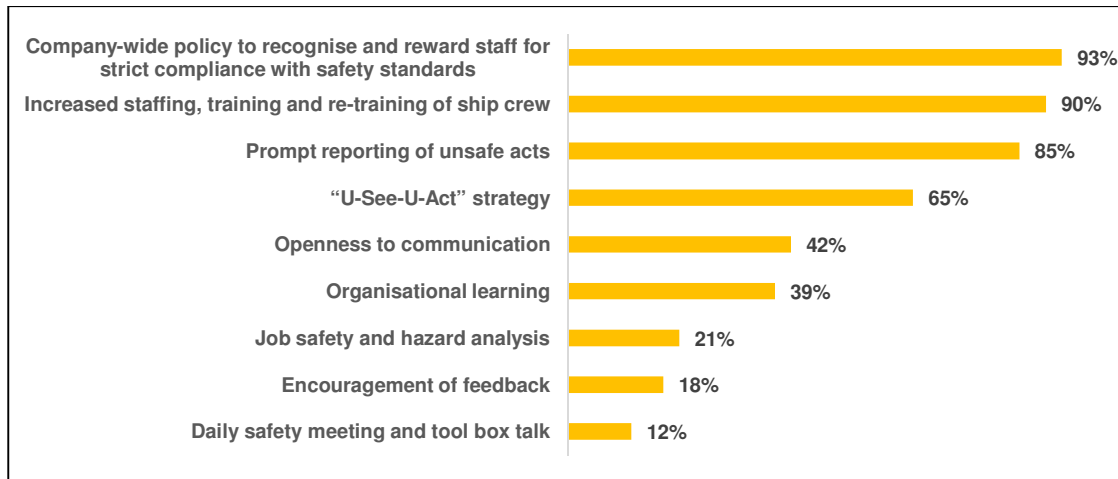 Company-wide policy to recognise and reward staff for
strict compliance with safety standards
93%
Increased staffing, training and re-training of ship crew
90%
Prompt reporting of unsafe acts
85%
“U-See-U-Act” strategy
65%
Openness to communication
42%
Organisational learning
39%
Job safety and hazard analysis
21%
Encouragement of feedback
18%
Daily safety meeting and tool box talk
12%